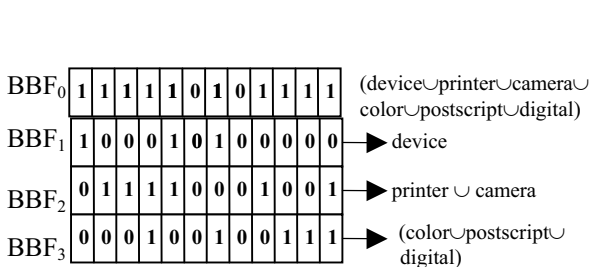 BBF0 1 1 1 1 1 0 1 0 1 1 1 1 (device∪printer∪camera∪
color∪postscript∪digital)
BBF1 1 0 0 0 1 0 1 0 0 0 0 0 device
BBF2 0 1 1 1 1 0 0 0 1 0 0 1 printer ∪ camera
BBF3 0 0 0 1 0 0 1 0 0 1 1 1 (color∪postscript∪
digital)